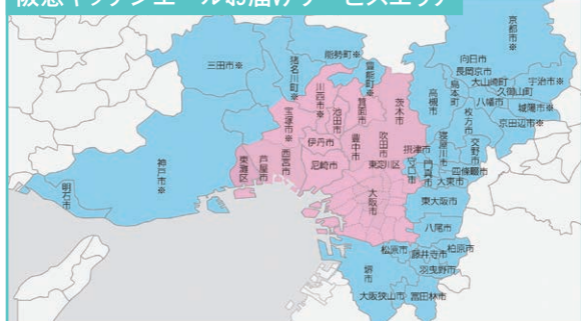 阪急キッチンエールお届けサービスエリア
京都市※
能勢町※
猪名川町※
豊能町※
三田市※
向日市
長岡京市
大山崎町
宇治市※
久御山町
島本町
八幡市
城陽市※
京田辺市※
高槻市
枚方市
茨木市
箕面市
川西市※
池田市
宝塚市※
豊中市
吹田市
伊丹市
摂津市
寝屋川市
交野市
守口市
門真市
四條畷市
大東市
東淀川区
尼崎市
西宮市
芦屋市
東灘区
神戸市※
明石市
大阪市
東大阪市
八尾市
松原市
藤井寺市
柏原市
羽曳野市
堺市
大阪狭山市
富田林市